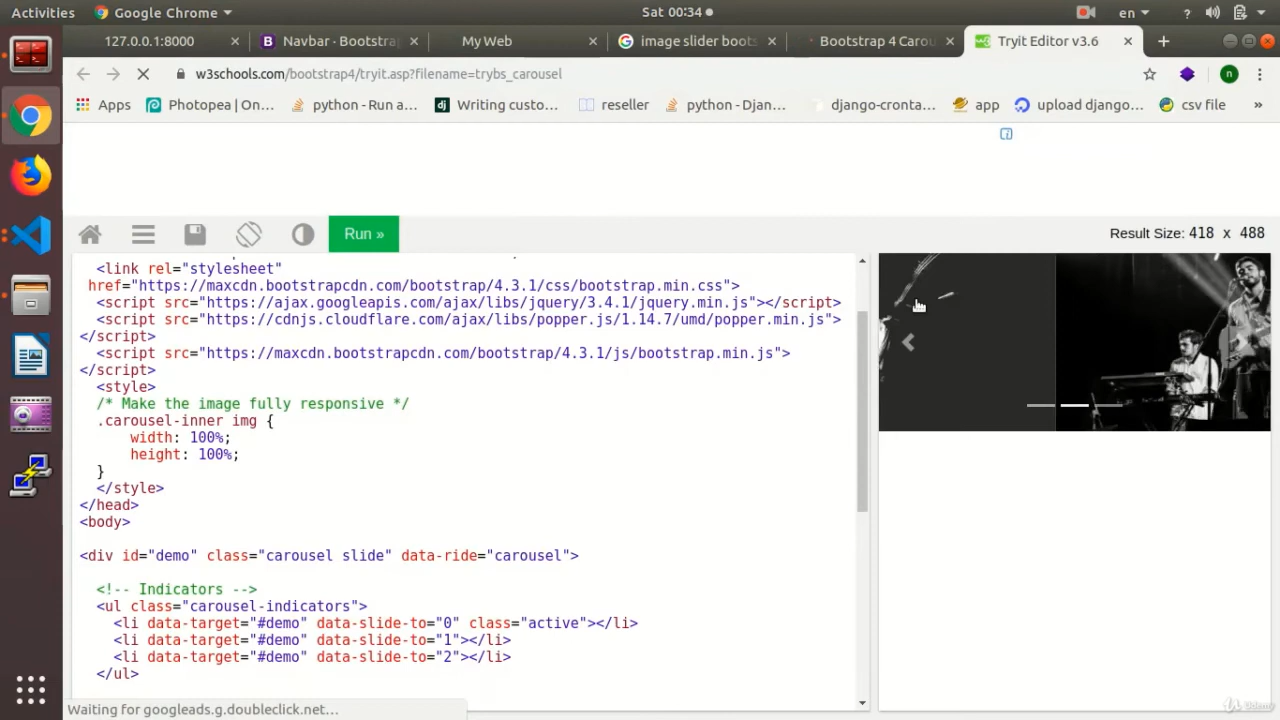 Activities
Google Chrome
Sat 00:34
en
127.0.0.1:8000
Navbar · Bootstrap
My Web
image slider boots
Bootstrap 4 Carou
Tryit Editor v3.6
w3schools.com/bootstrap4/tryit.asp?filename=trybs_carousel
n
Apps
Photopea | On...
python - Run a...
dj
Writing custo...
reseller
python - Djan...
django-cronta...
app
upload django...
csv file
»
Run »
Result Size: 418 x 488
<link rel="stylesheet"
href="https://maxcdn.bootstrapcdn.com/bootstrap/4.3.1/css/bootstrap.min.css">
<script src="https://ajax.googleapis.com/ajax/libs/jquery/3.4.1/jquery.min.js"></script>
<script src="https://cdnjs.cloudflare.com/ajax/libs/popper.js/1.14.7/umd/popper.min.js">
</script>
<script src="https://maxcdn.bootstrapcdn.com/bootstrap/4.3.1/js/bootstrap.min.js">
</script>
<style>
/* Make the image fully responsive */
.carousel-inner img {
width: 100%;
height: 100%;
}
</style>
</head>
<body>
<div id="demo" class="carousel slide" data-ride="carousel">
<!-- Indicators -->
<ul class="carousel-indicators">
<li data-target="#demo" data-slide-to="0" class="active"></li>
<li data-target="#demo" data-slide-to="1"></li>
<li data-target="#demo" data-slide-to="2"></li>
</ul>
Waiting for googleads.g.doubleclick.net...
Udemy